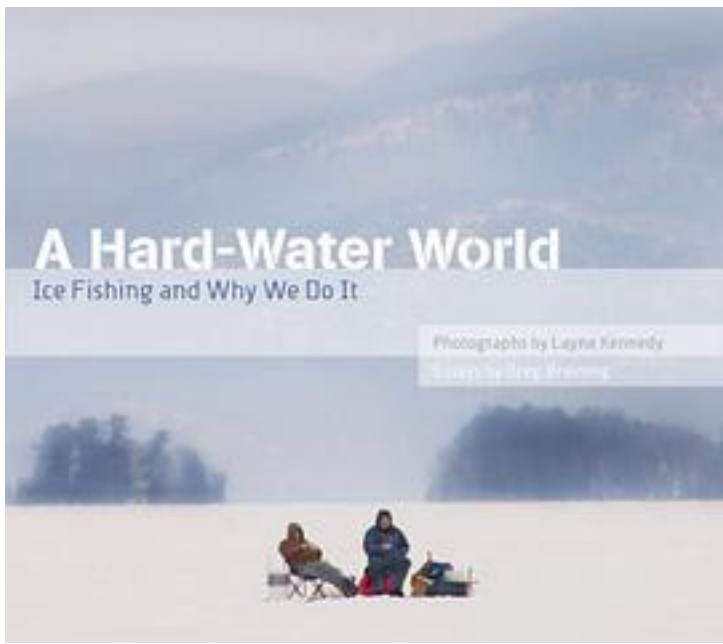 A Hard-Water World
Ice Fishing and Why We Do It
Photographs by Layne Kennedy
Essays by Greg Breining